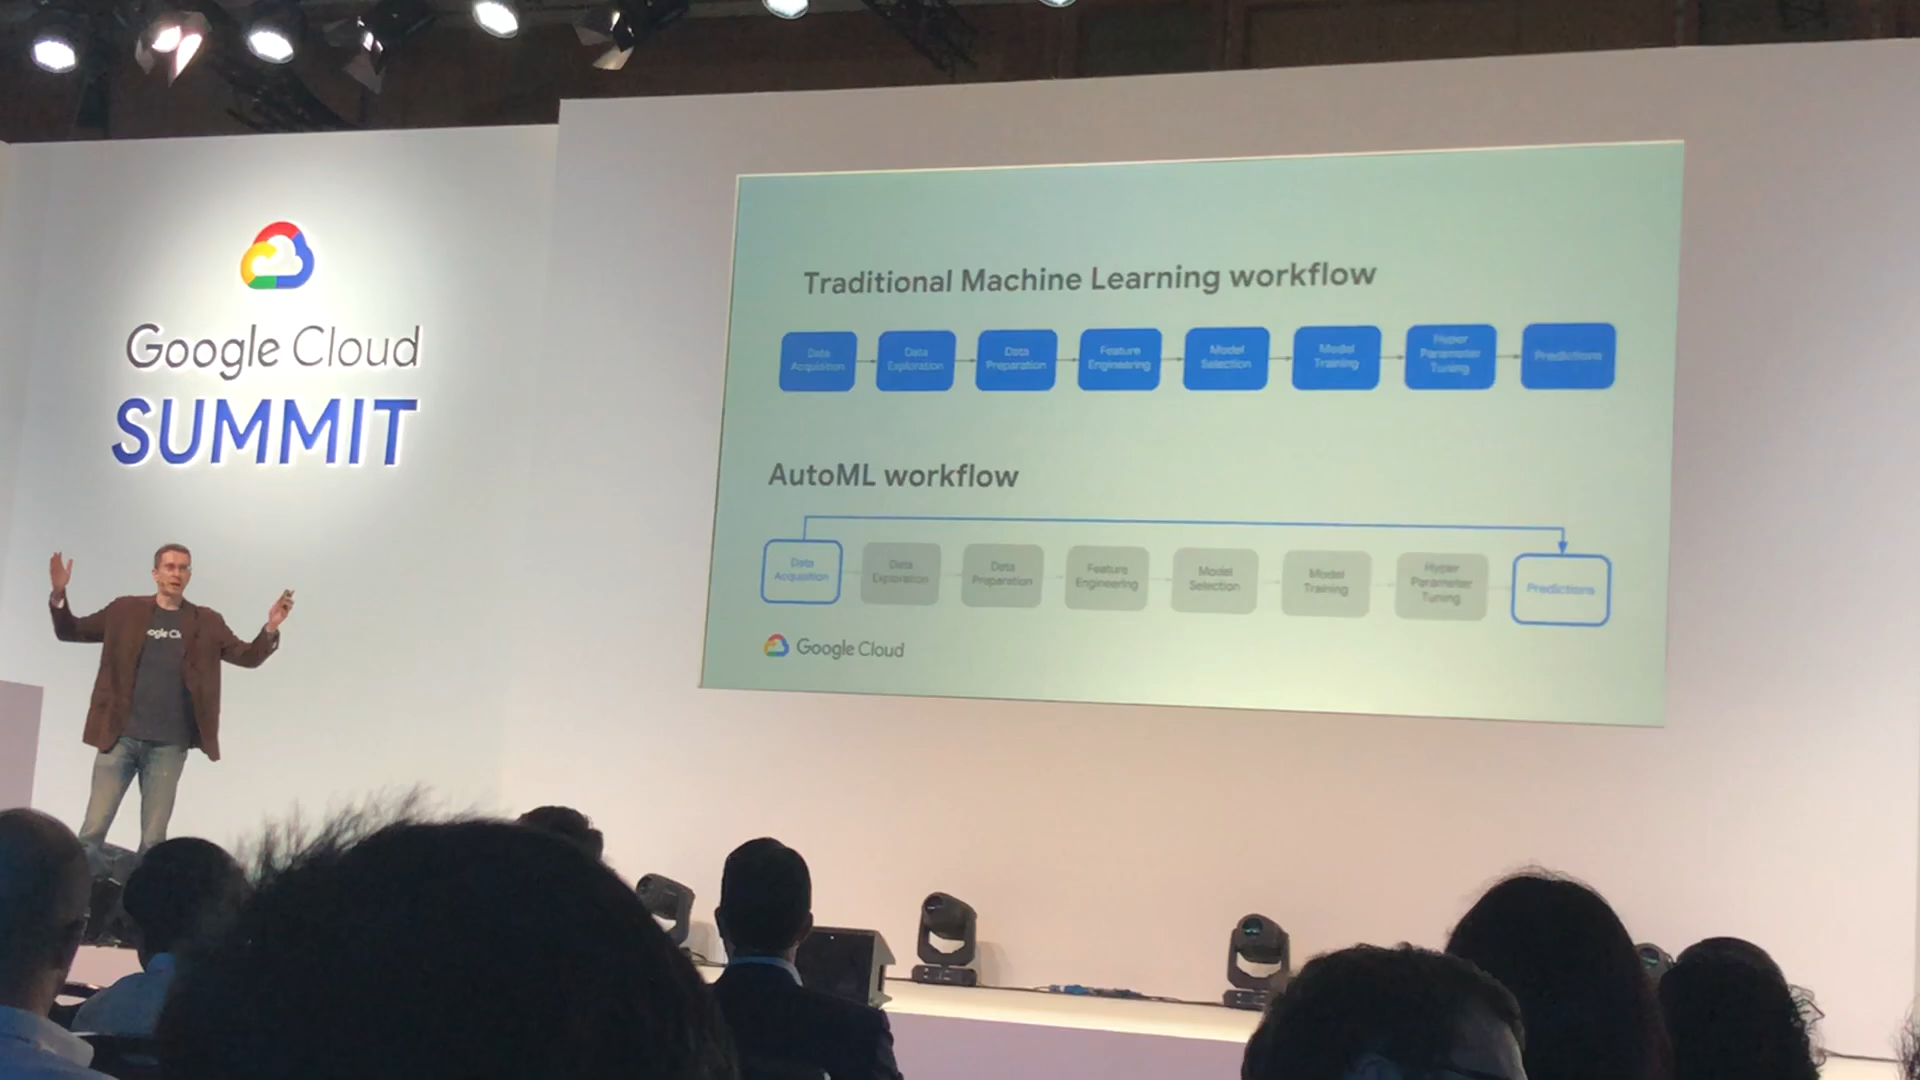 Google Cloud
SUMMIT
ogle Cl
Traditional Machine Learning workflow
Data
Acquisition
Data
Exploration
Data
Preparation
Feature
Engineering
Model
Selection
Model
Training
Hyper
Parameter
Tuning
Predictions
AutoML workflow
Data
Acquisition
Data
Exploration
Data
Preparation
Feature
Engineering
Model
Selection
Model
Training
Hyper
Parameter
Tuning
Predictions
Google Cloud